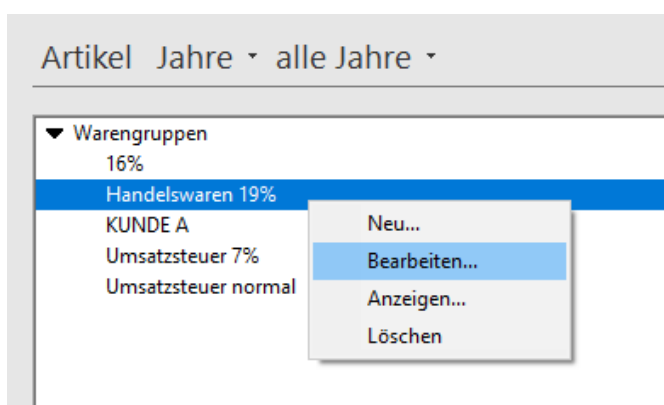 Artikel Jahre alle Jahre
Warengruppen
16%
Handelswaren 19%
KUNDE A
Umsatzsteuer 7%
Umsatzsteuer normal
Neu...
Bearbeiten...
Anzeigen...
Löschen